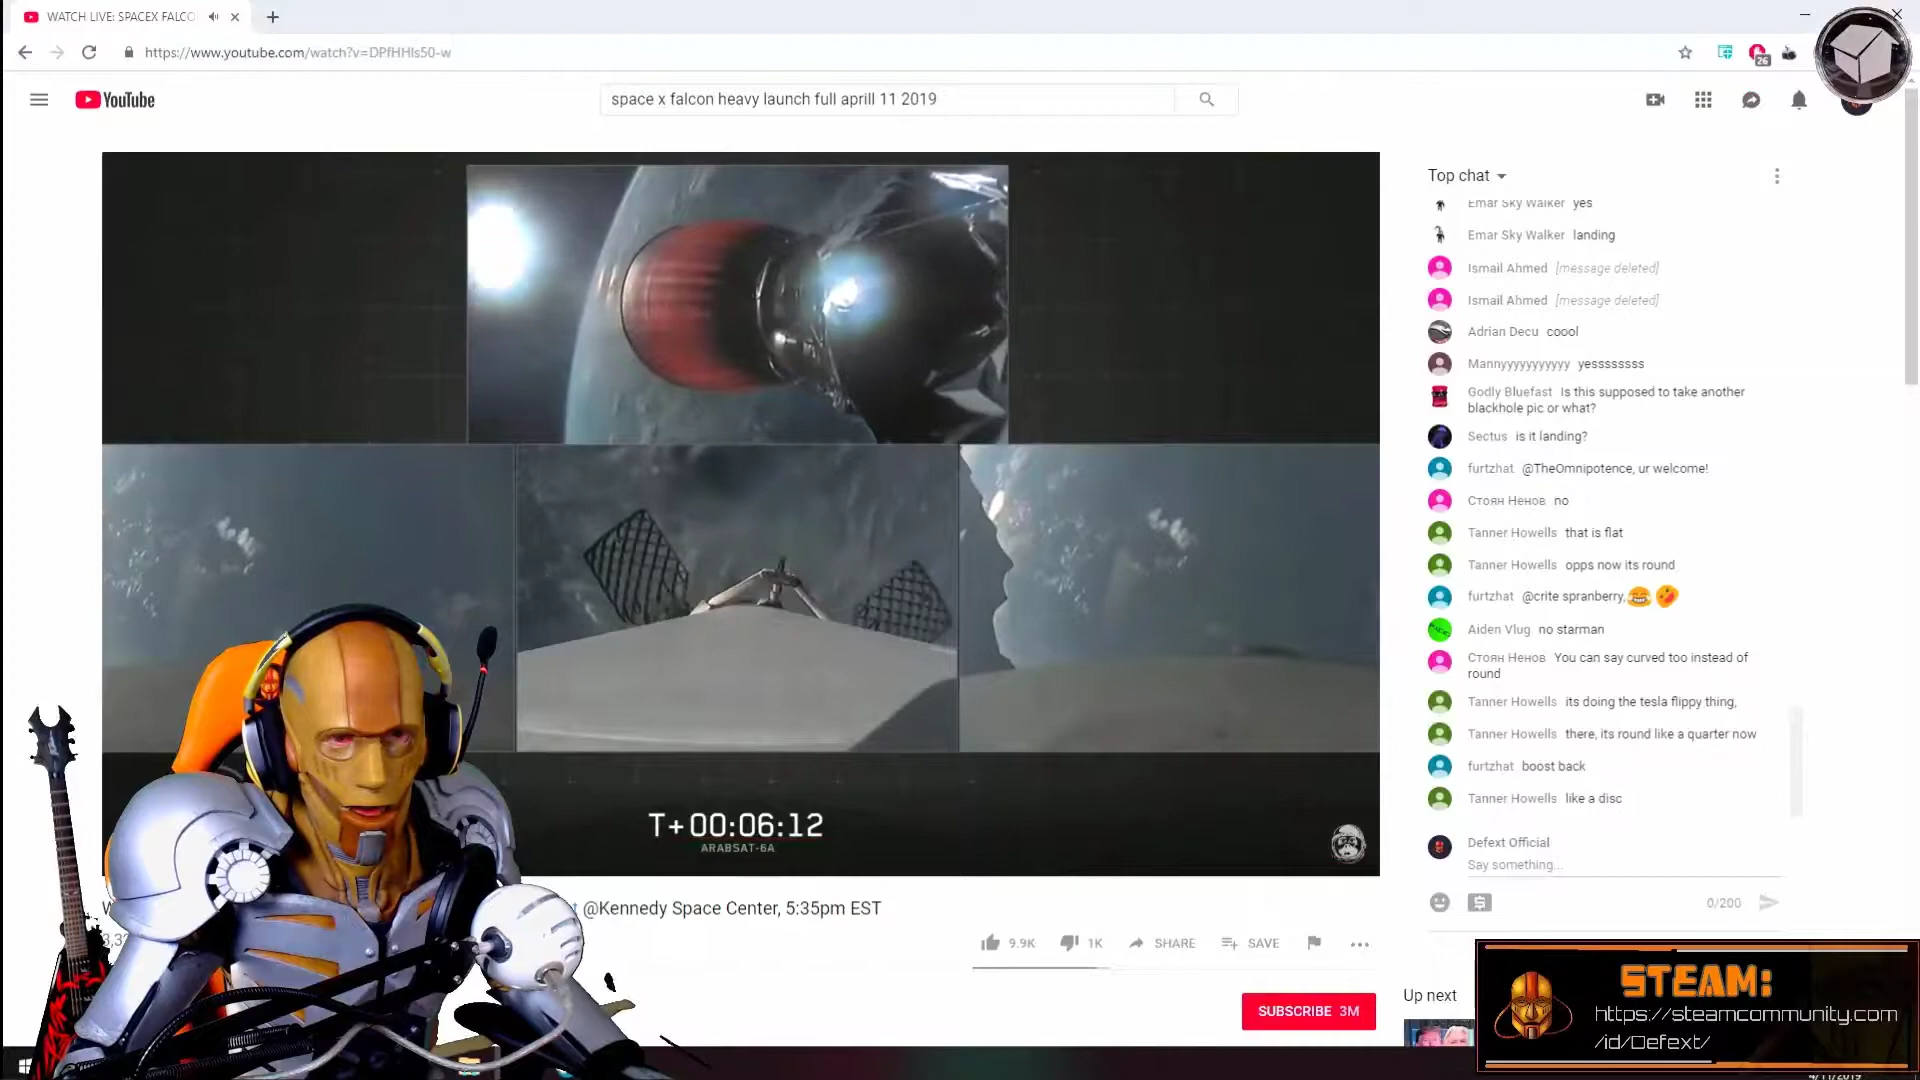 WATCH LIVE: SPACEX FALCO
https://www.youtube.com/watch?v=DPfHHls50-w
26
YouTube
space x falcon heavy launch full aprill 11 2019
T+00:06:12
ARABSAT-6A
@Kennedy Space Center, 5:35pm EST
9.9K
1K
SHARE
SAVE
SUBSCRIBE 3M
Top chat
Emar Sky Walker yes
Emar Sky Walker landing
Ismail Ahmed [message deleted]
Ismail Ahmed [message deleted]
Adrian Decu coool
Mannyyyyyyyyyyy yessssssss
Godly Bluefast Is this supposed to take another
blackhole pic or what?
Sectus is it landing?
furtzhat @TheOmnipotence, ur welcome!
Стоян Ненов no
Tanner Howells that is flat
Tanner Howells opps now its round
furtzhat @crite spranberry,😂🤣
Aiden Vlug no starman
Стоян Ненов You can say curved too instead of
round
Tanner Howells its doing the tesla flippy thing,
Tanner Howells there, its round like a quarter now
furtzhat boost back
Tanner Howells like a disc
Defext Official
Say something...
0/200
Up next
STEAM:
https://steamcommunity.com
/id/Defext/
4/11/2019